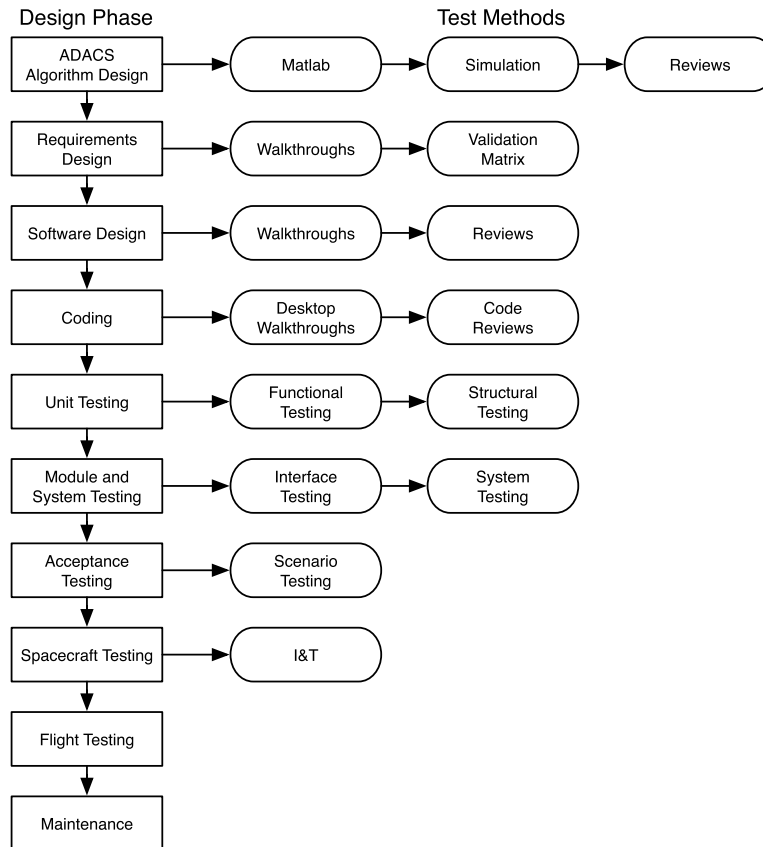 Design Phase
Test Methods
ADACS
Algorithm Design
Matlab
Simulation
Reviews
Requirements
Design
Walkthroughs
Validation
Matrix
Software Design
Walkthroughs
Reviews
Coding
Desktop
Walkthroughs
Code
Reviews
Unit Testing
Functional
Testing
Structural
Testing
Module and
System Testing
Interface
Testing
System
Testing
Acceptance
Testing
Scenario
Testing
Spacecraft Testing
I&T
Flight Testing
Maintenance